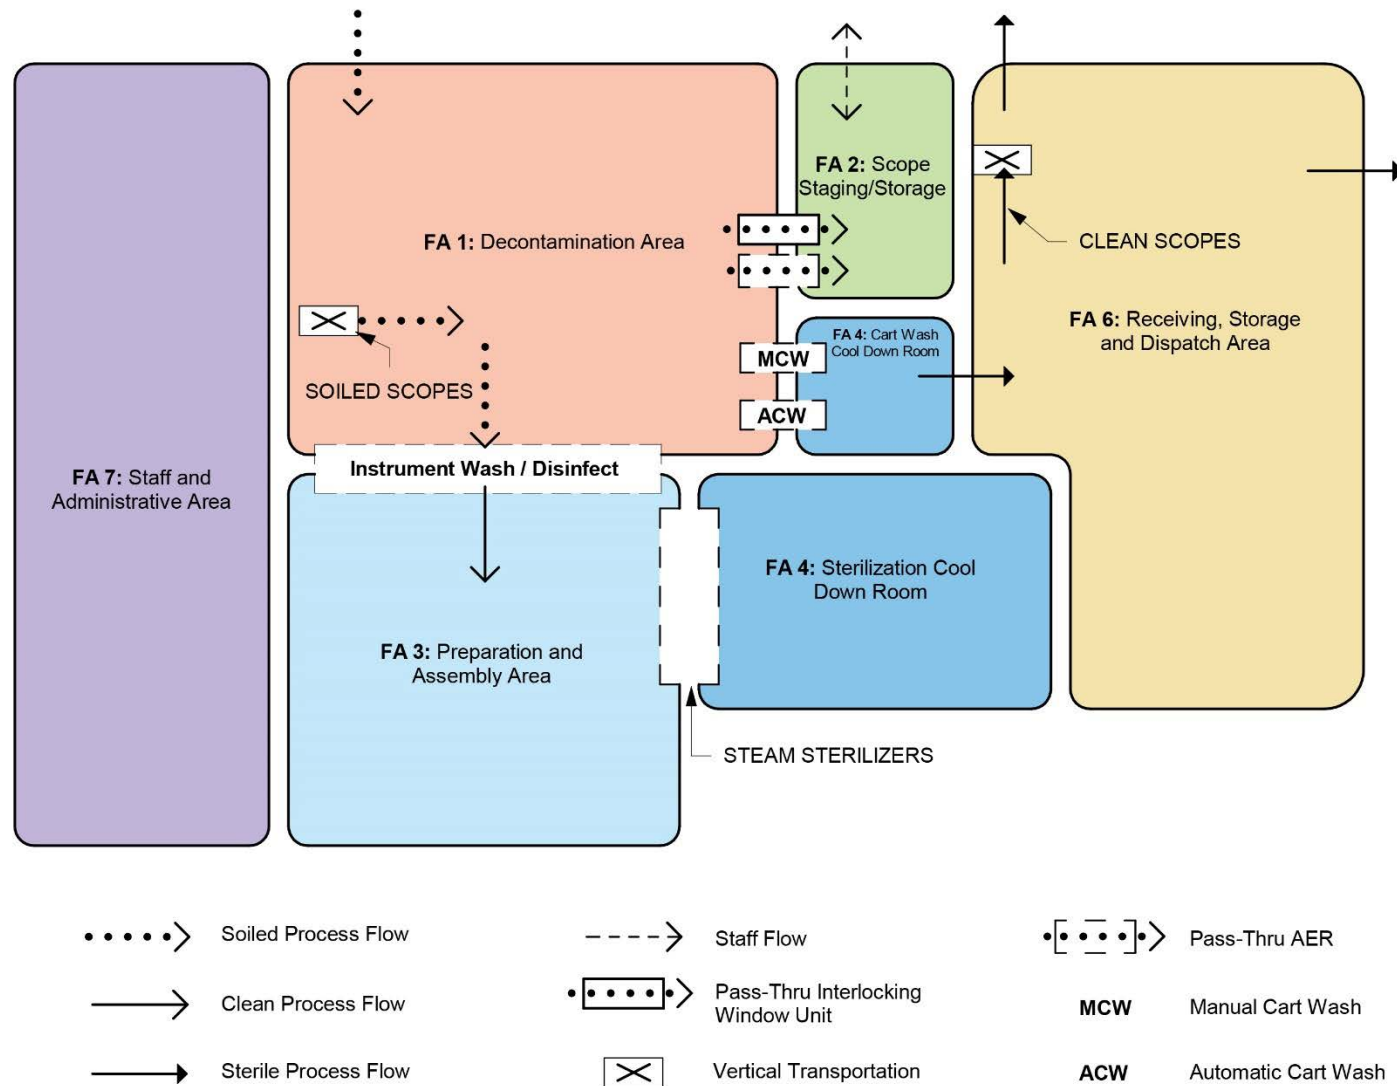 FA 2: Scope
Staging/Storage
FA 1: Decontamination Area
CLEAN SCOPES
FA 6: Receiving, Storage
and Dispatch Area
FA 4: Cart Wash
Cool Down Room
MCW
SOILED SCOPES
ACW
Instrument Wash / Disinfect
FA 7: Staff and
Administrative Area
FA 4: Sterilization Cool
Down Room
FA 3: Preparation and
Assembly Area
STEAM STERILIZERS
Soiled Process Flow
Clean Process Flow
Sterile Process Flow
Staff Flow
Pass-Thru Interlocking
Window Unit
Vertical Transportation
Pass-Thru AER
MCW Manual Cart Wash
ACW Automatic Cart Wash